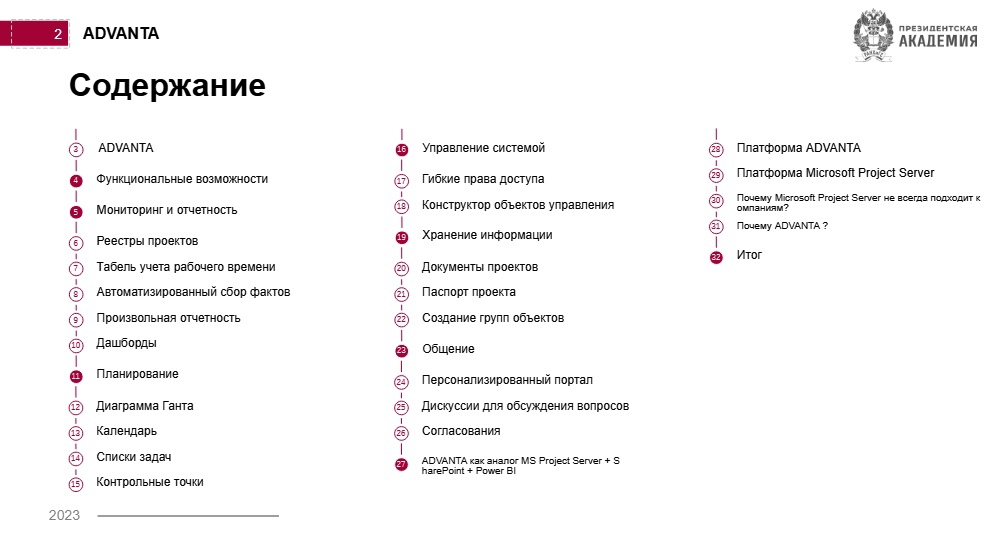 2
ADVANTA
ПРЕЗИДЕНТСКАЯ
АКАДЕМИЯ
Содержание
3 ADVANTA
4 Функциональные возможности
5 Мониторинг и отчетность
6 Реестры проектов
7 Табель учета рабочего времени
8 Автоматизированный сбор фактов
9 Произвольная отчетность
10 Дашборды
11 Планирование
12 Диаграмма Ганта
13 Календарь
14 Списки задач
15 Контрольные точки
16 Управление системой
17 Гибкие права доступа
18 Конструктор объектов управления
19 Хранение информации
20 Документы проектов
21 Паспорт проекта
22 Создание групп объектов
23 Общение
24 Персонализированный портал
25 Дискуссии для обсуждения вопросов
26 Согласования
27 ADVANTA как аналог MS Project Server + S
harePoint + Power BI
28 Платформа ADVANTA
29 Платформа Microsoft Project Server
30 Почему Microsoft Project Server не всегда подходит к
омпаниям?
31 Почему ADVANTA ?
32 Итог
2023